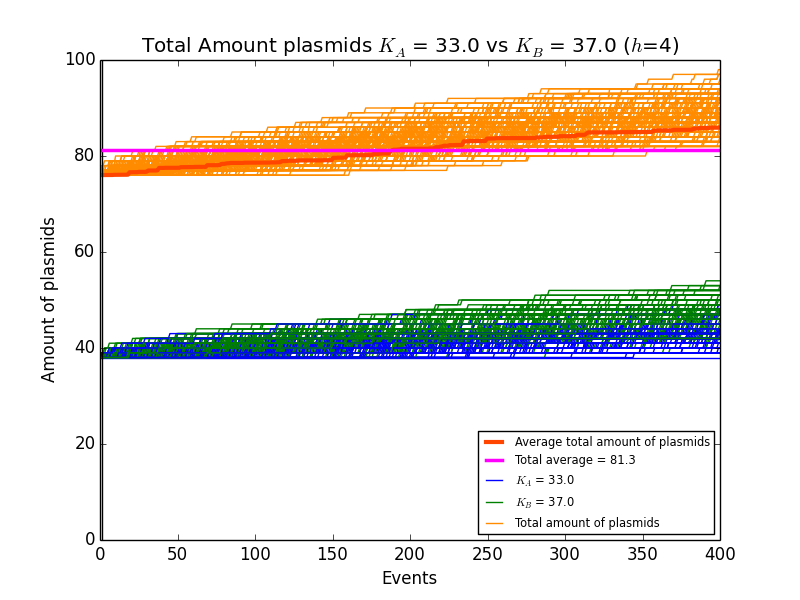 Total Amount plasmids K_A = 33.0 vs K_B = 37.0 (h=4)
100
80
60
40
20
0
Amount of plasmids
0 50 100 150 200 250 300 350 400
Events
Average total amount of plasmids
Total average = 81.3
K_A = 33.0
K_B = 37.0
Total amount of plasmids